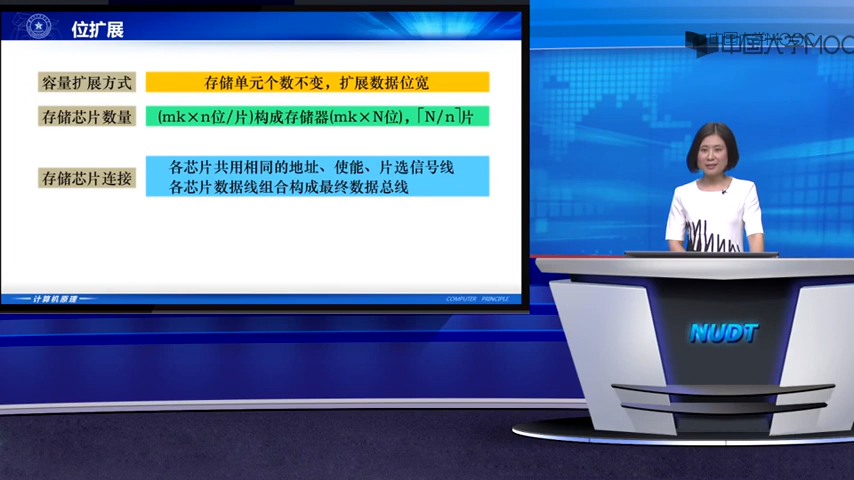 位扩展
中国大学MOOC
容量扩展方式
存储单元个数不变，扩展数据位宽
存储芯片数量
(mk×n位/片)构成存储器(mk×N位)，⌈N/n⌉片
存储芯片连接
各芯片共用相同的地址、使能、片选信号线
各芯片数据线组合构成最终数据总线
计算机原理
COMPUTER PRINCIPLE
NUDT